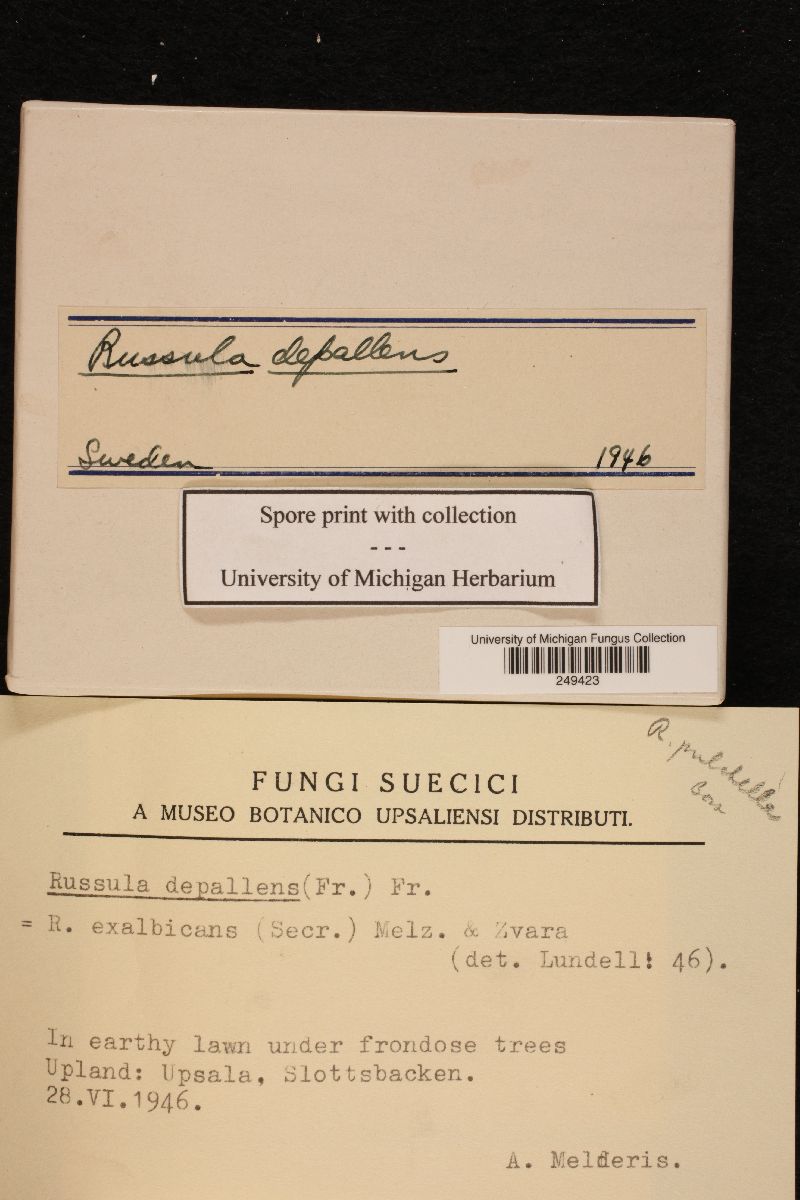 Russula depallens
Sweden 1946
Spore print with collection
- - -
University of Michigan Herbarium
University of Michigan Fungus Collection
249423
R. pulchella
Bor
FUNGI SUECICI
A MUSEO BOTANICO UPSALIENSI DISTRIBUTI.
Russula depallens(Fr.) Fr.
= R. exalbicans (Secr.) Melz. & Zvara
(det. Lundell! 46).
In earthy lawn under frondose trees
Upland: Upsala, Slottsbacken.
28.VI.1946.
A. Melderis.